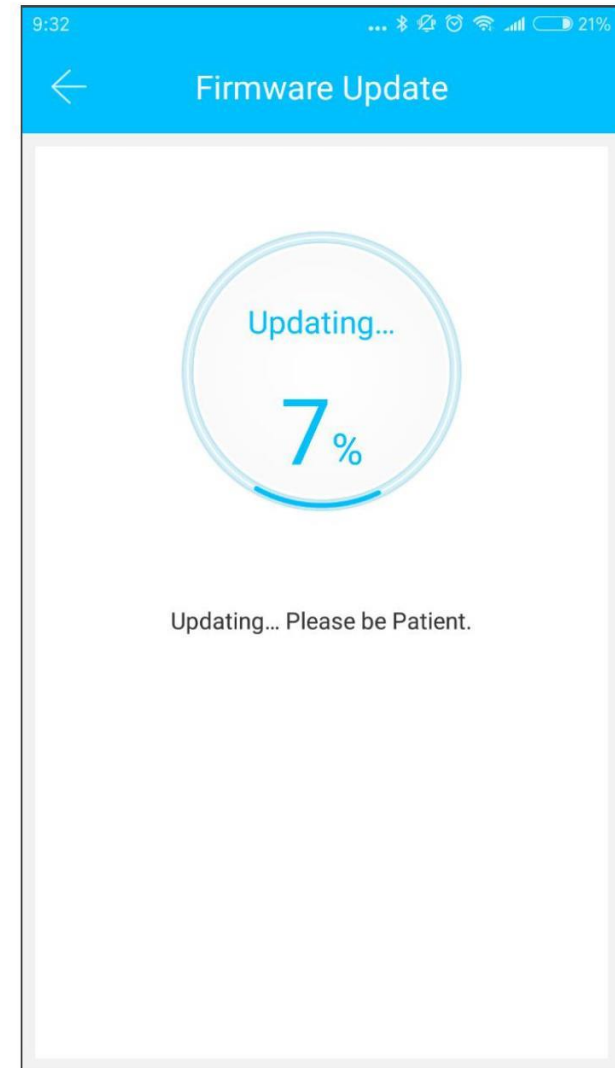 9:32 ... 21%
Firmware Update
Updating...
7%
Updating... Please be Patient.